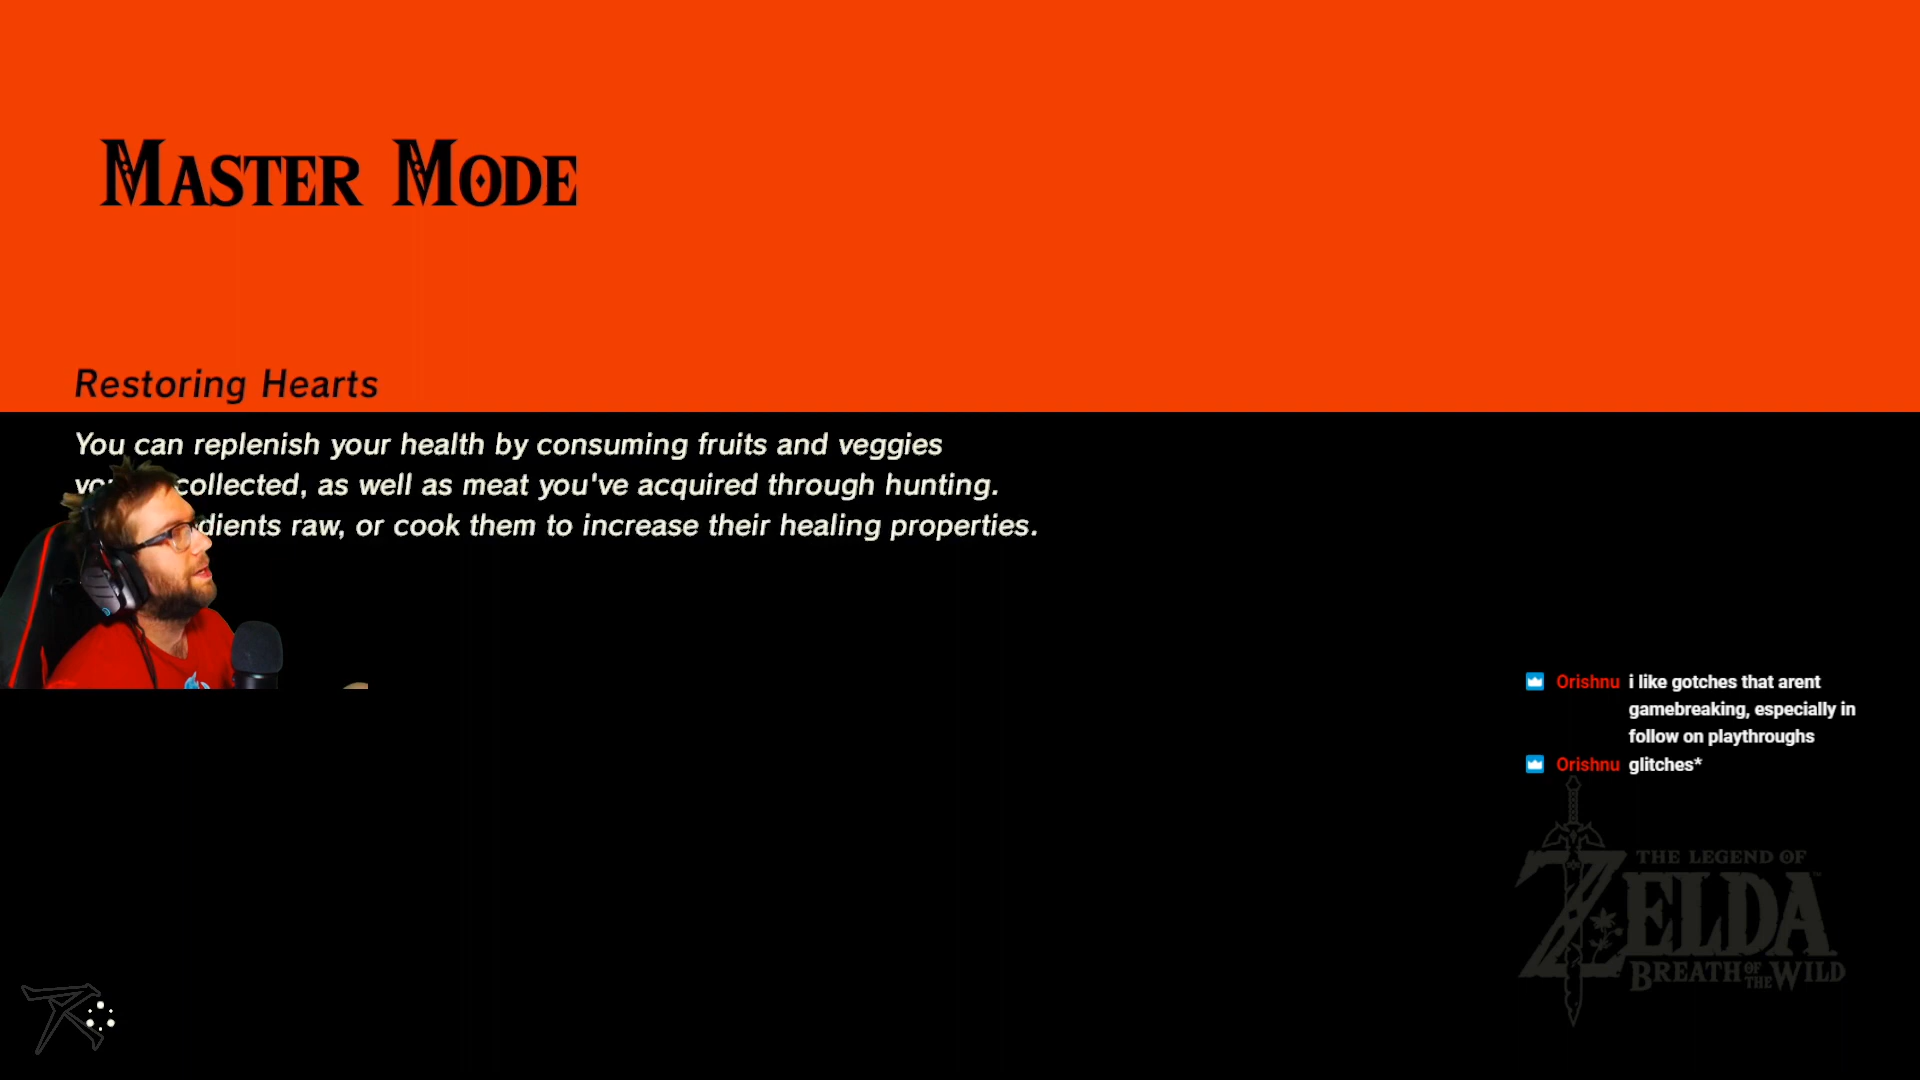 Master Mode
Restoring Hearts
You can replenish your health by consuming fruits and veggies
collected, as well as meat you've acquired through hunting.
raw, or cook them to increase their healing properties.
Orishnu i like gotches that arent
gamebreaking, especially in
follow on playthroughs
Orishnu glitches*
THE LEGEND OF
ZELDA
BREATH OF THE WILD